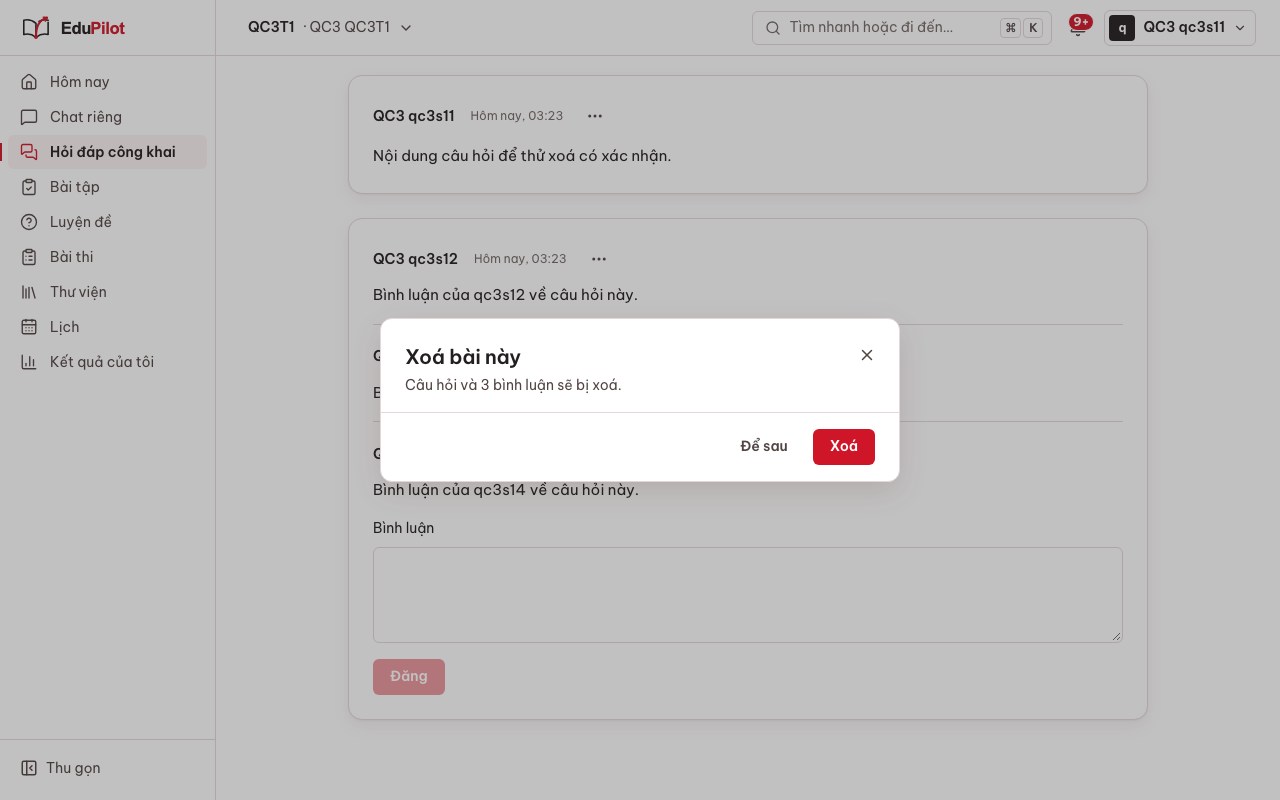 EduPilot
QC3T1 · QC3 QC3T1
Tìm nhanh hoặc đi đến...
⌘ K
9+
q
QC3 qc3s11
Hôm nay
Chat riêng
Hỏi đáp công khai
Bài tập
Luyện đề
Bài thi
Thư viện
Lịch
Kết quả của tôi
Thu gọn
QC3 qc3s11 Hôm nay, 03:23
Nội dung câu hỏi để thử xoá có xác nhận.
QC3 qc3s12 Hôm nay, 03:23
Bình luận của qc3s12 về câu hỏi này.
Xoá bài này
Câu hỏi và 3 bình luận sẽ bị xoá.
Để sau
Xoá
Bình luận của qc3s14 về câu hỏi này.
Bình luận
Đăng